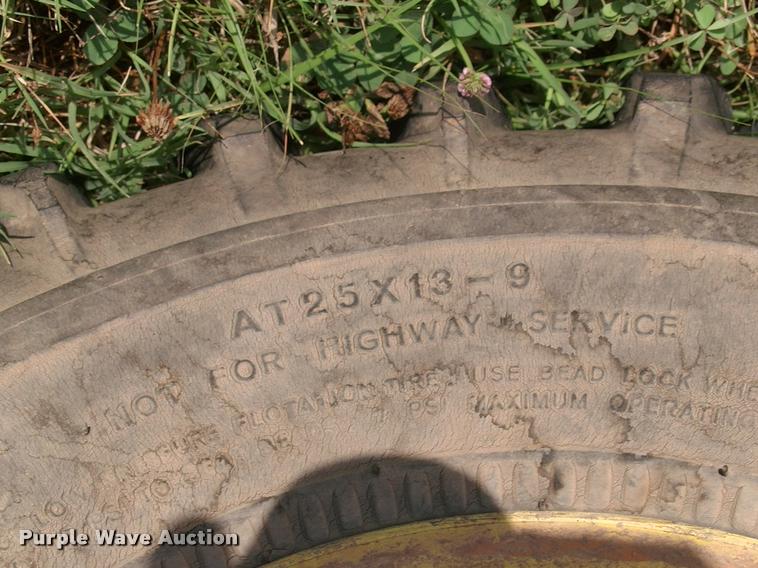 AT25X13-9
NOT FOR HIGHWAY SERVICE
FLOTATION TIRE USE BEAD LOCK WHE
PSI MAXIMUM OPERATING
Purple Wave Auction